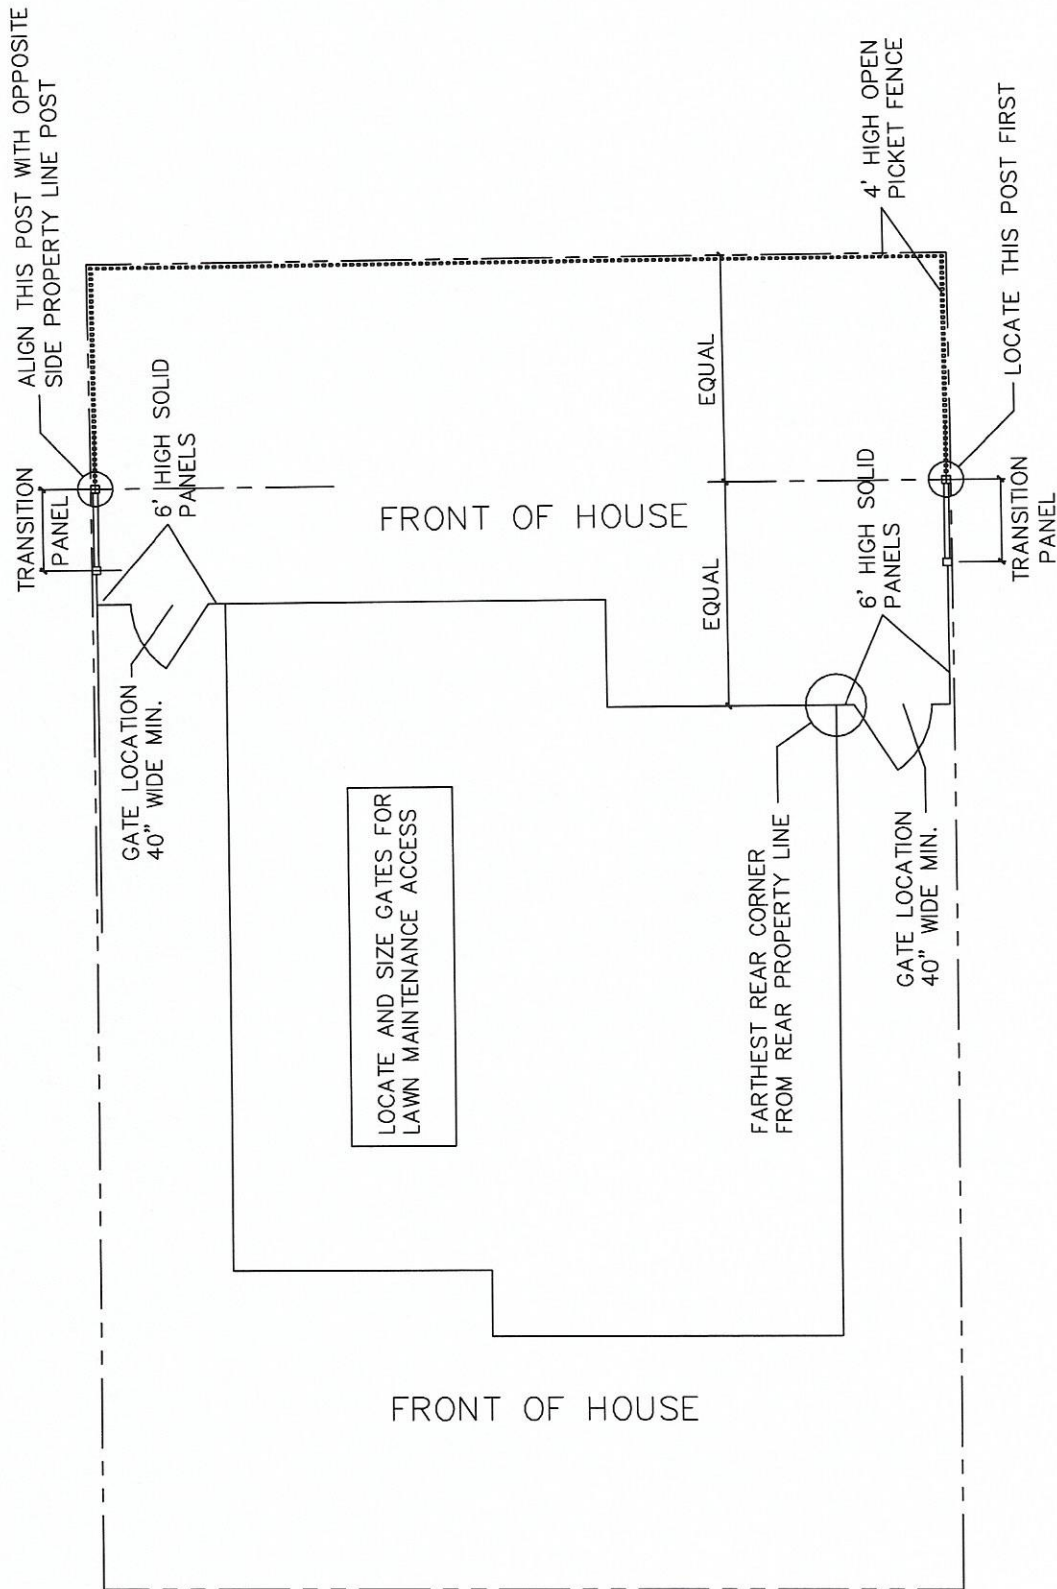 ALIGN THIS POST WITH OPPOSITE
SIDE PROPERTY LINE POST
TRANSITION
PANEL
6' HIGH SOLID
PANELS
GATE LOCATION
40" WIDE MIN.
FRONT OF HOUSE
4' HIGH OPEN
PICKET FENCE
EQUAL
EQUAL
LOCATE THIS POST FIRST
6' HIGH SOLID
PANELS
TRANSITION
PANEL
LOCATE AND SIZE GATES FOR
LAWN MAINTENANCE ACCESS
FARTHEST REAR CORNER
FROM REAR PROPERTY LINE
GATE LOCATION
40" WIDE MIN.
FRONT OF HOUSE